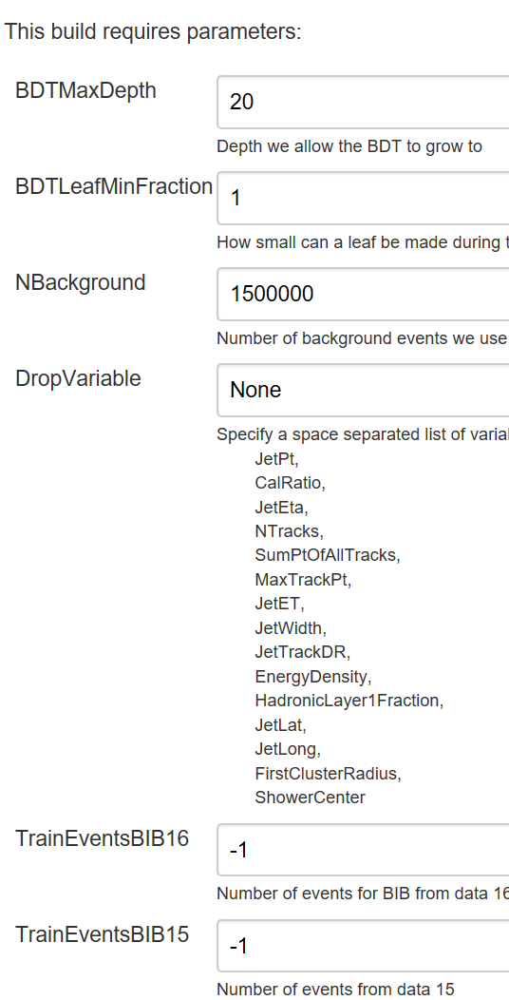 This build requires parameters:
BDTMaxDepth
20
Depth we allow the BDT to grow to
BDTLeafMinFraction
1
How small can a leaf be made during
NBackground
1500000
Number of background events we use
DropVariable
None
Specify a space separated list of
JetPt,
CalRatio,
JetEta,
NTracks,
SumPtOfAllTracks,
MaxTrackPt,
JetET,
JetWidth,
JetTrackDR,
EnergyDensity,
HadronicLayer1Fraction,
JetLat,
JetLong,
FirstClusterRadius,
ShowerCenter
TrainEventsBIB16
-1
Number of events for BIB from data 16
TrainEventsBIB15
-1
Number of events from data 15